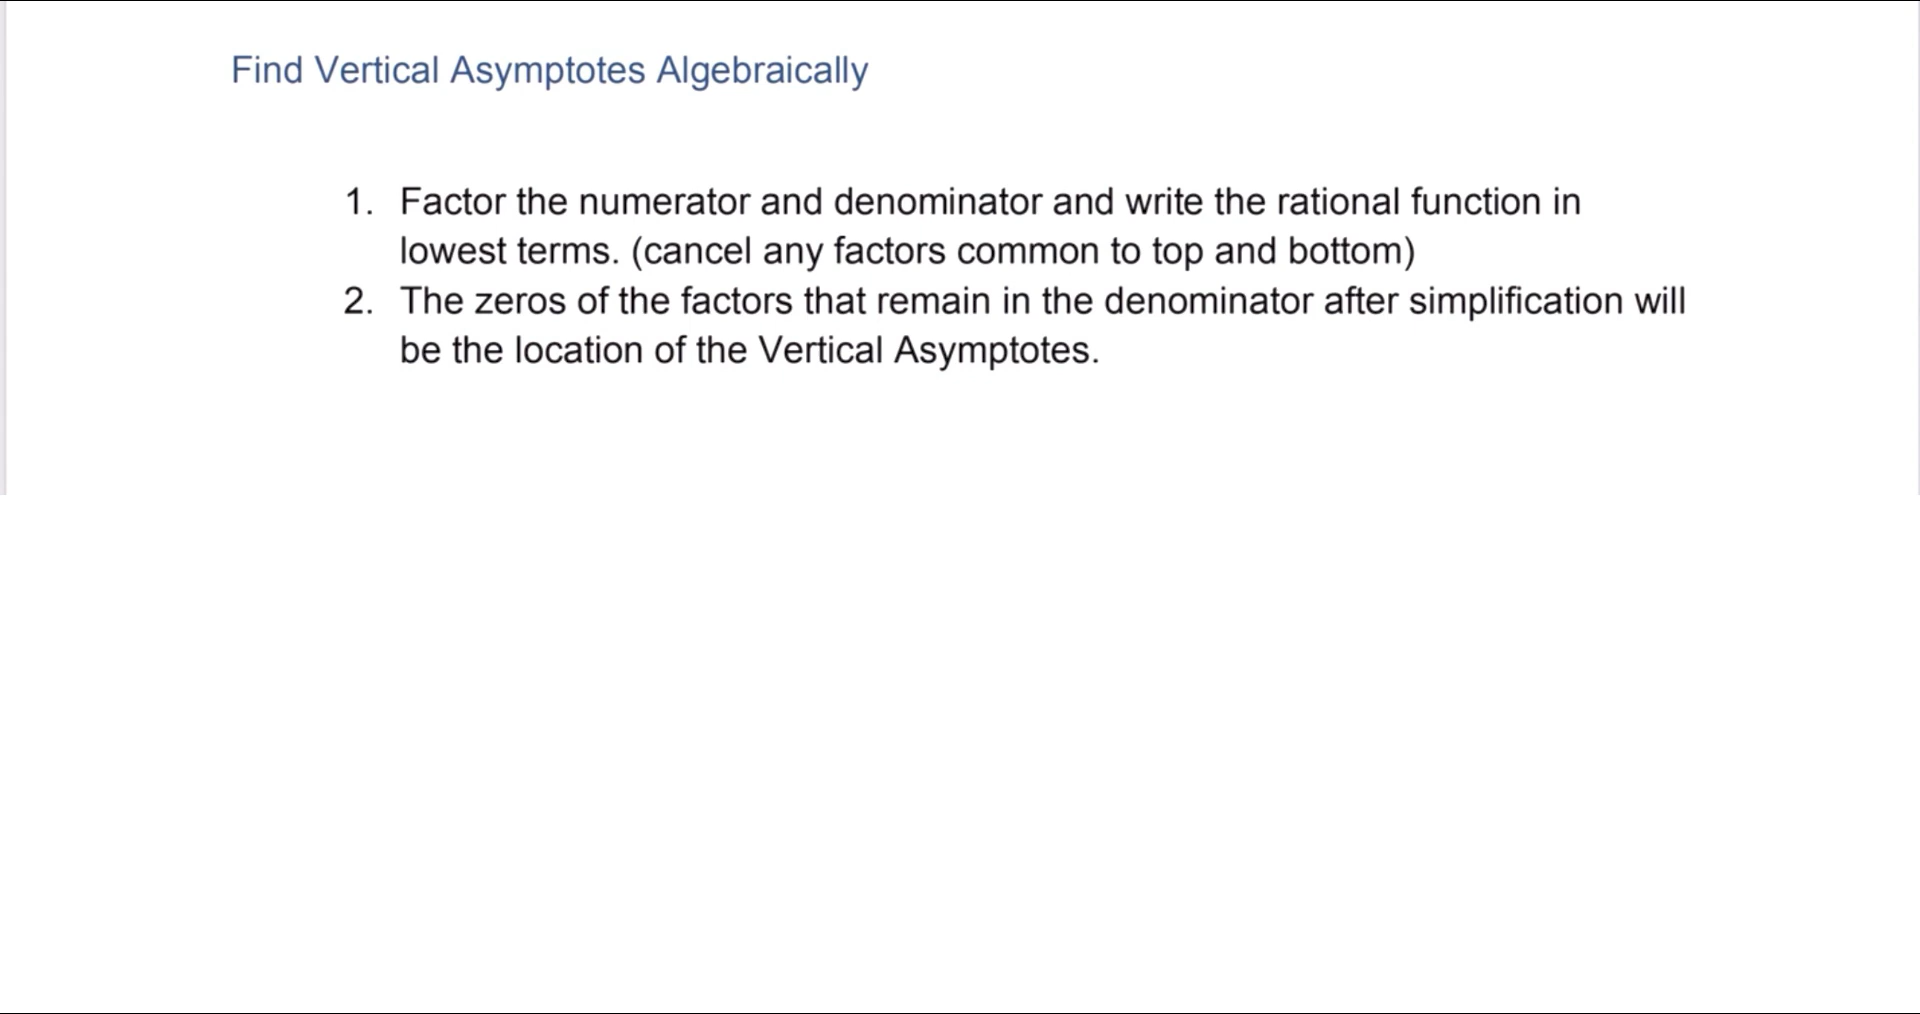 Find Vertical Asymptotes Algebraically
1. Factor the numerator and denominator and write the rational function in
lowest terms. (cancel any factors common to top and bottom)
2. The zeros of the factors that remain in the denominator after simplification will
be the location of the Vertical Asymptotes.